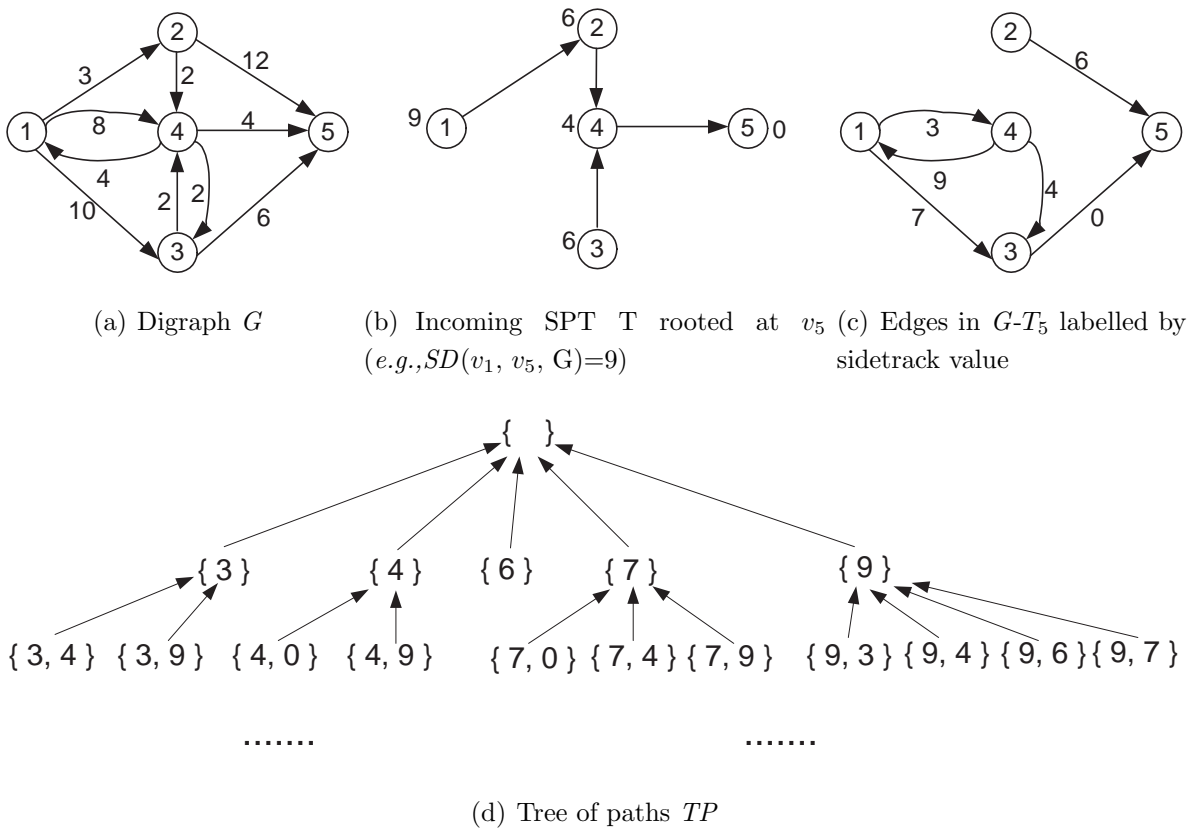 2
12
3
2
1
8
4
4
5
4
2
2
10
6
3
6
2
9
1
4
4
5
0
6
3
2
6
1
3
4
5
9
4
7
0
3
(a) Digraph G
(b) Incoming SPT T rooted at v5
(e.g.,SD(v1, v5, G)=9)
(c) Edges in G-T5 labelled by
sidetrack value
{ }
{ 3 }
{ 4 }
{ 6 }
{ 7 }
{ 9 }
{ 3, 4 }
{ 3, 9 }
{ 4, 0 }
{ 4, 9 }
{ 7, 0 }
{ 7, 4 }
{ 7, 9 }
{ 9, 3 }
{ 9, 4 }
{ 9, 6 }
{ 9, 7 }
.......
.......
(d) Tree of paths TP